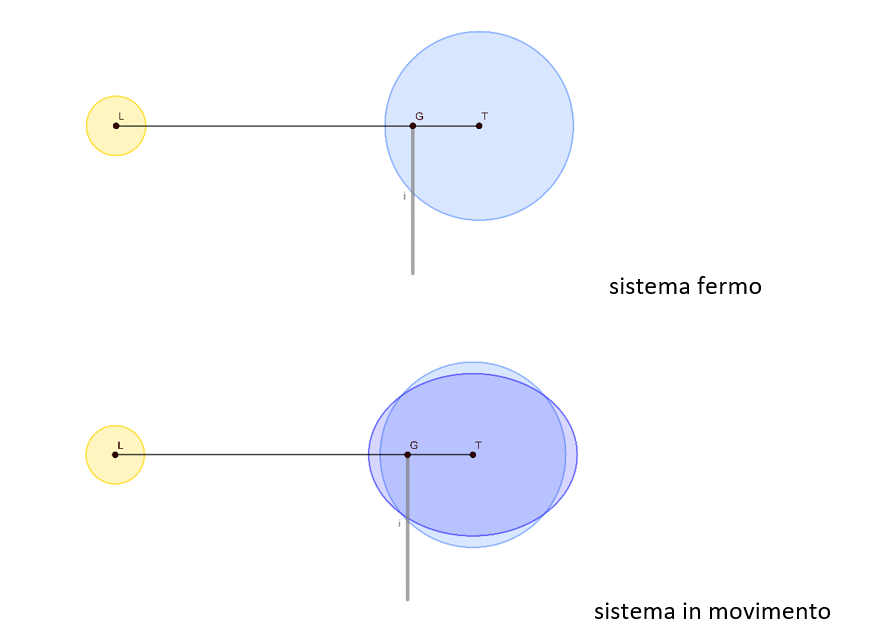 L G T
i
sistema fermo
L G T
i
sistema in movimento